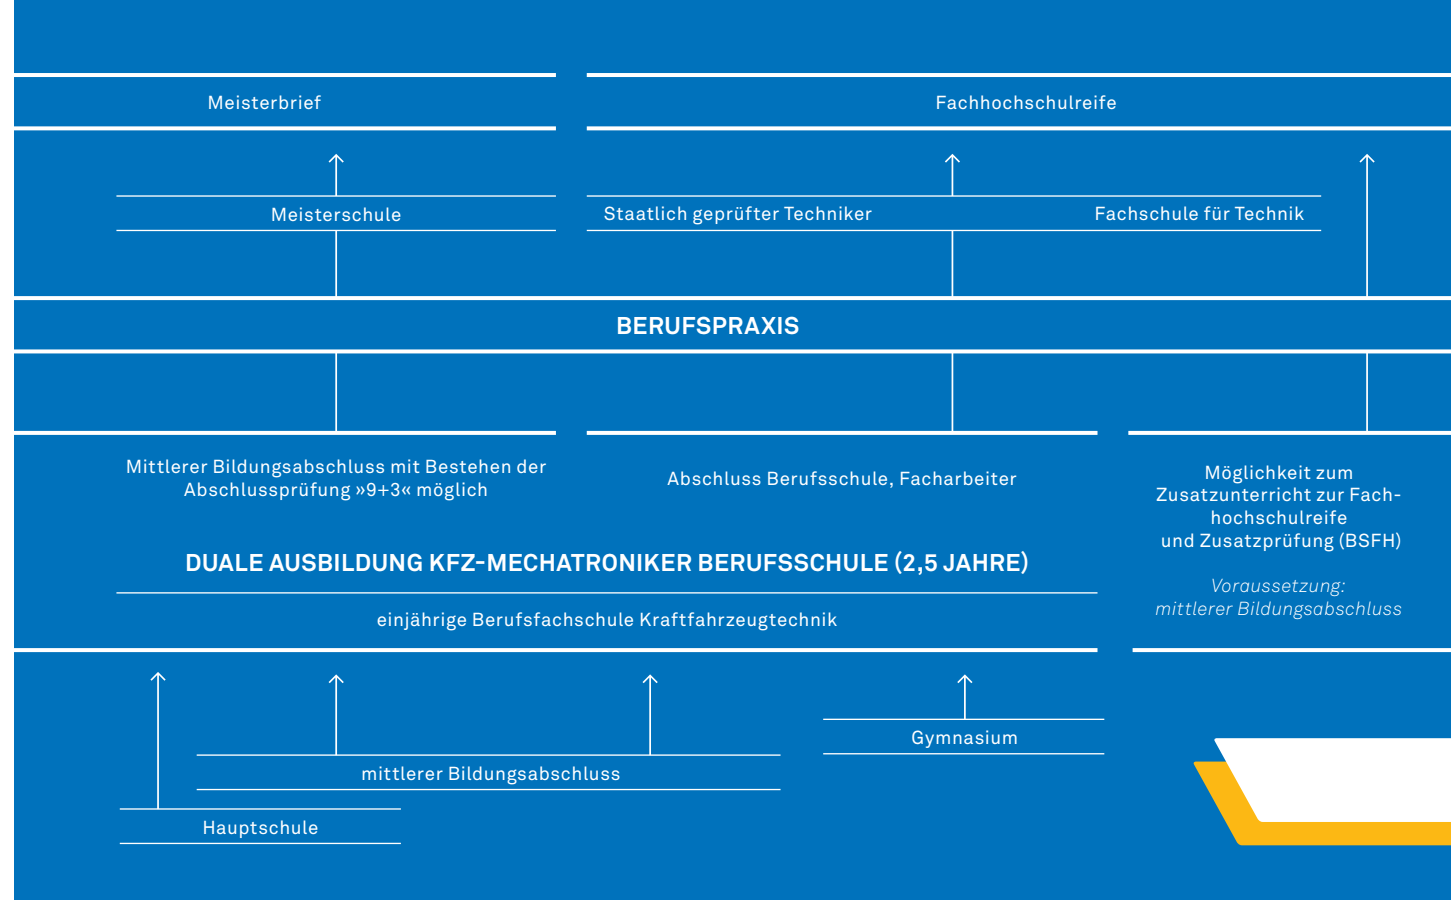 Meisterbrief
Fachhochschulreife
Meisterschule
Staatlich geprüfter Techniker
Fachschule für Technik
BERUFSPRAXIS
Mittlerer Bildungsabschluss mit Bestehen der
Abschlussprüfung »9+3« möglich
Abschluss Berufsschule, Facharbeiter
Möglichkeit zum
Zusatzunterricht zur Fach-
hochschulreife
und Zusatzprüfung (BSFH)
Voraussetzung:
mittlerer Bildungsabschluss
DUALE AUSBILDUNG KFZ-MECHATRONIKER BERUFSSCHULE (2,5 JAHRE)
einjährige Berufsfachschule Kraftfahrzeugtechnik
Gymnasium
mittlerer Bildungsabschluss
Hauptschule